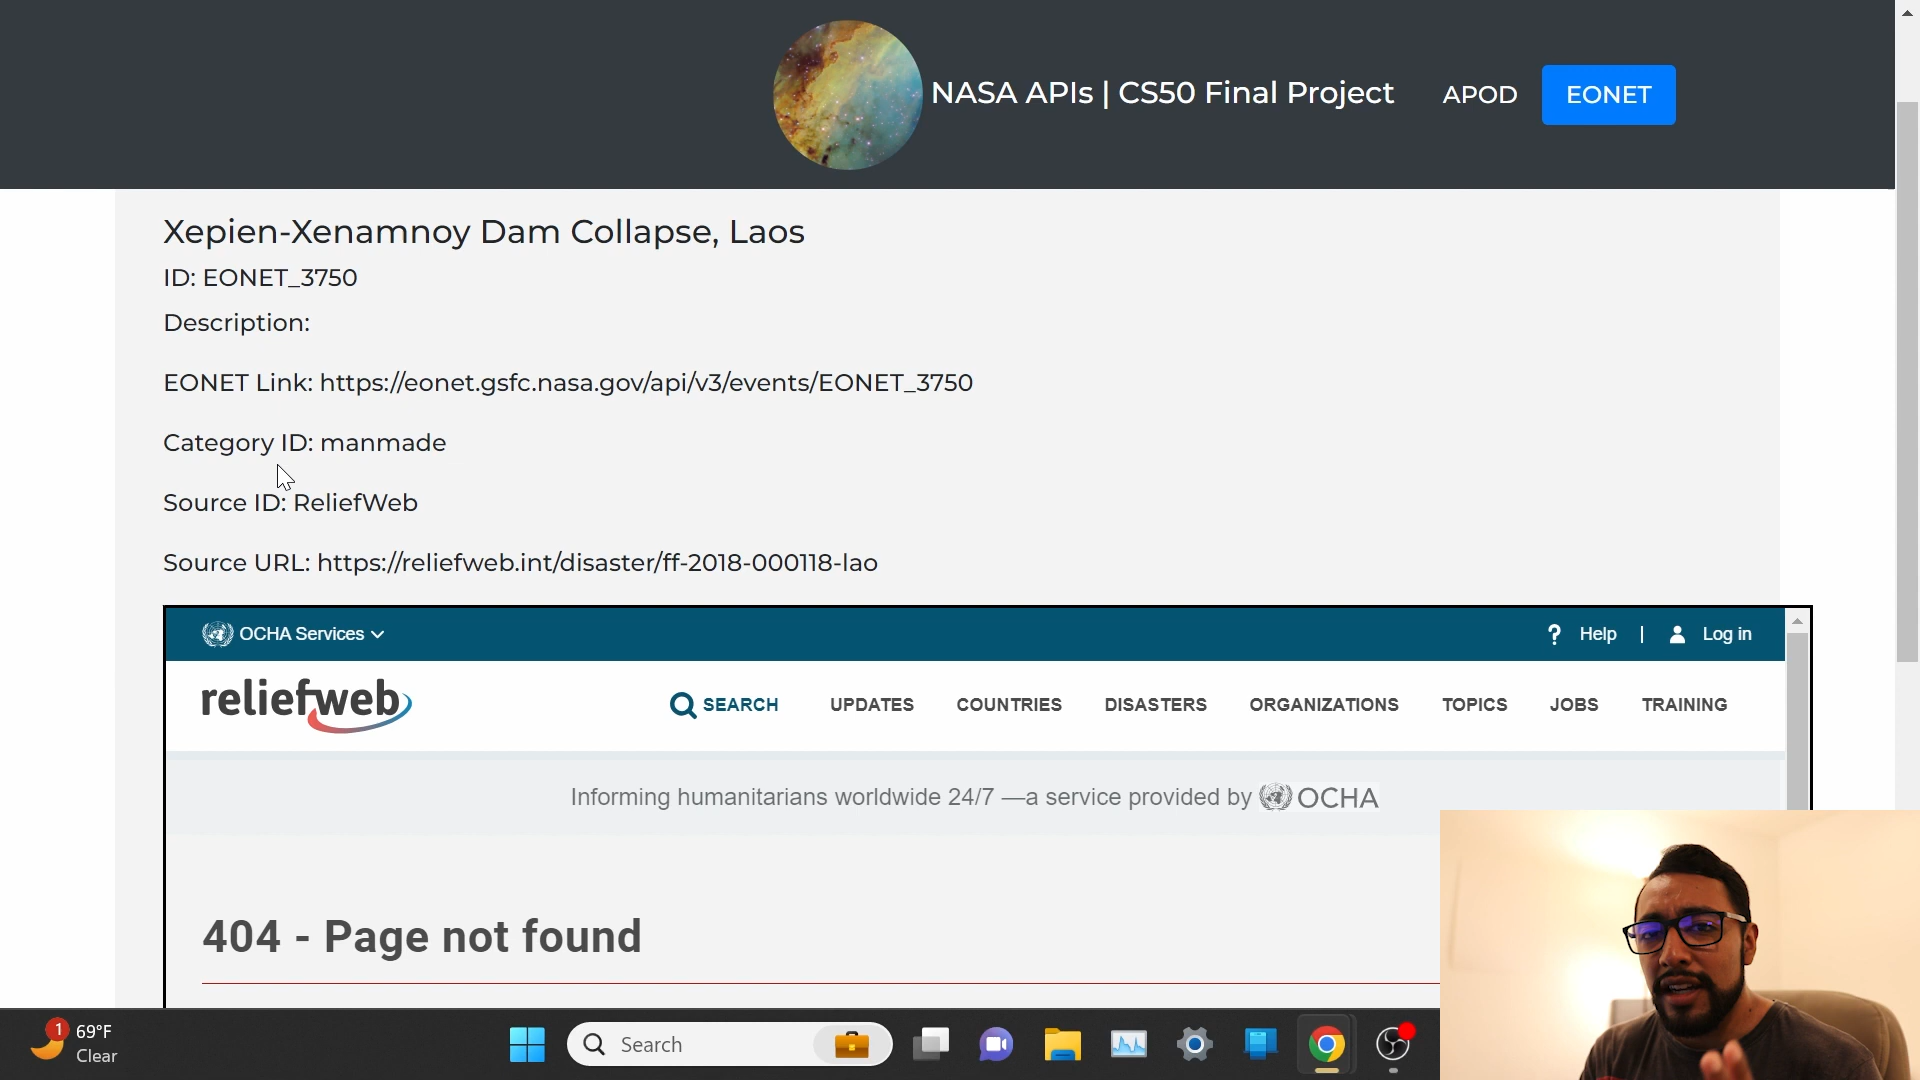 NASA APIs | CS50 Final Project APOD EONET
Xepien-Xenamnoy Dam Collapse, Laos
ID: EONET_3750
Description:
EONET Link: https://eonet.gsfc.nasa.gov/api/v3/events/EONET_3750
Category ID: manmade
Source ID: ReliefWeb
Source URL: https://reliefweb.int/disaster/ff-2018-000118-lao
OCHA Services ? Help | Log in
reliefweb SEARCH UPDATES COUNTRIES DISASTERS ORGANIZATIONS TOPICS JOBS TRAINING
Informing humanitarians worldwide 24/7 —a service provided by OCHA
404 - Page not found
1 69°F
Clear
Search